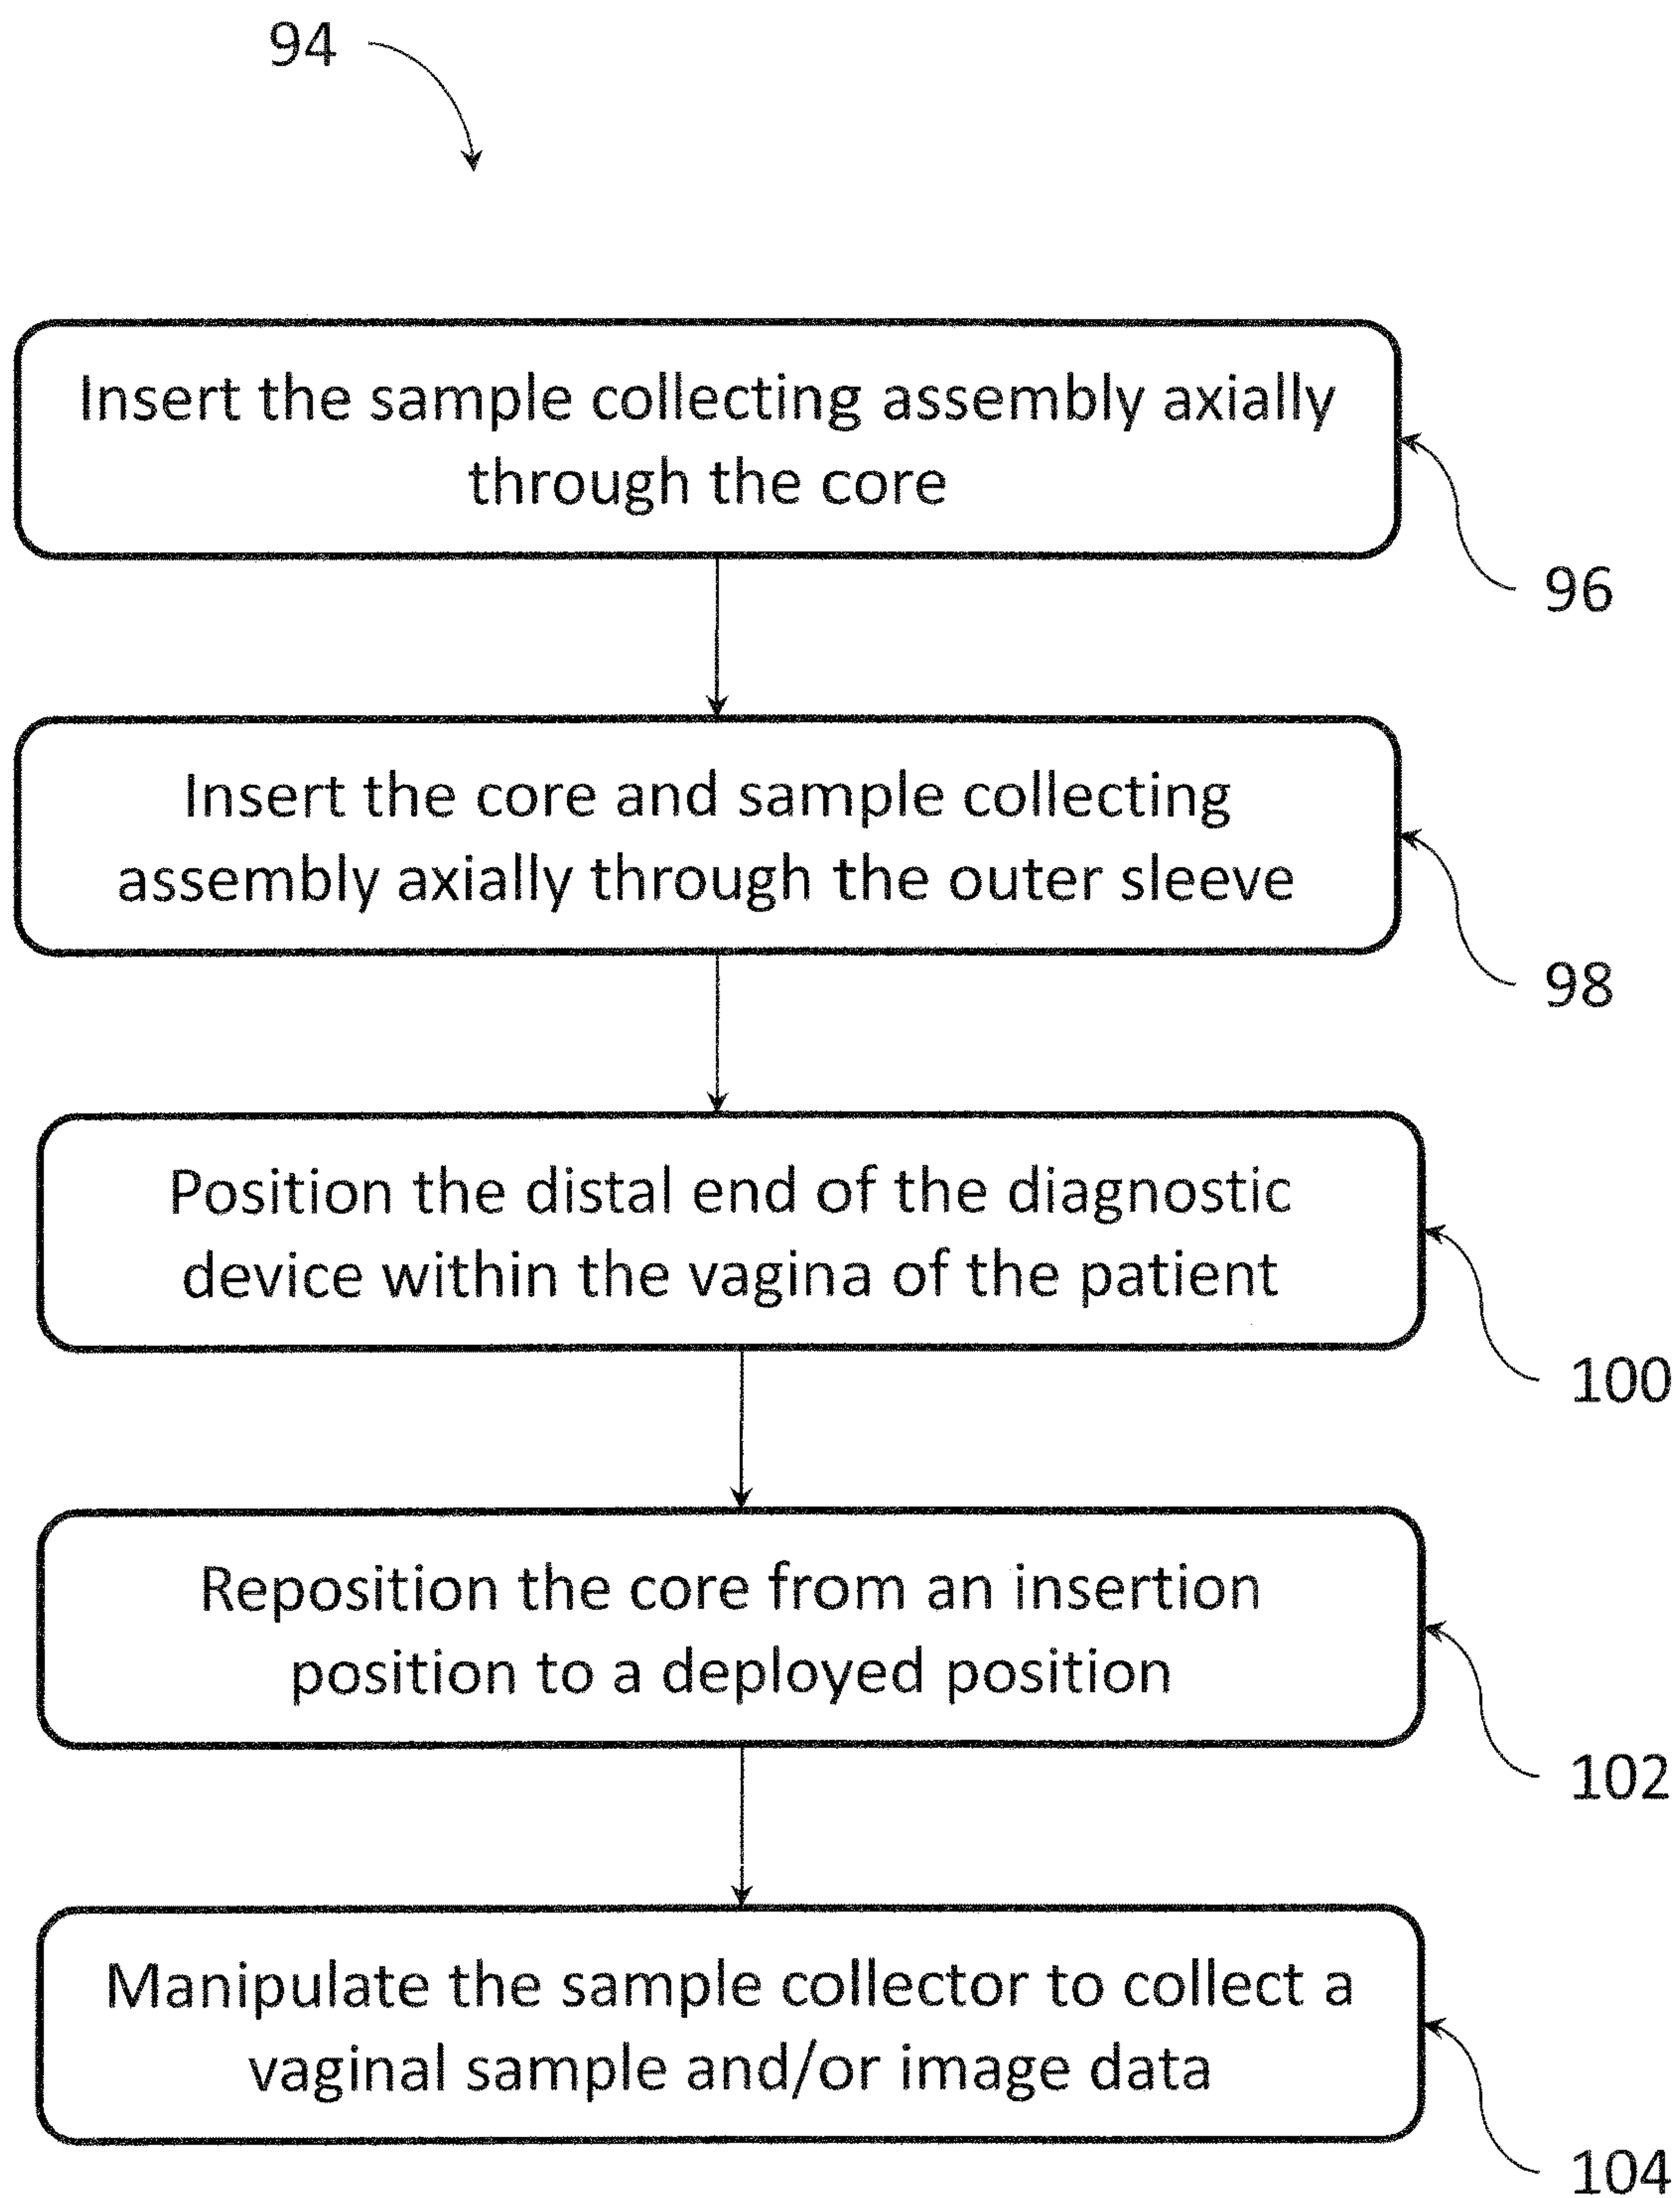 94
Insert the sample collecting assembly axially
through the core
96
Insert the core and sample collecting
assembly axially through the outer sleeve
98
Position the distal end of the diagnostic
device within the vagina of the patient
100
Reposition the core from an insertion
position to a deployed position
102
Manipulate the sample collector to collect a
vaginal sample and/or image data
104